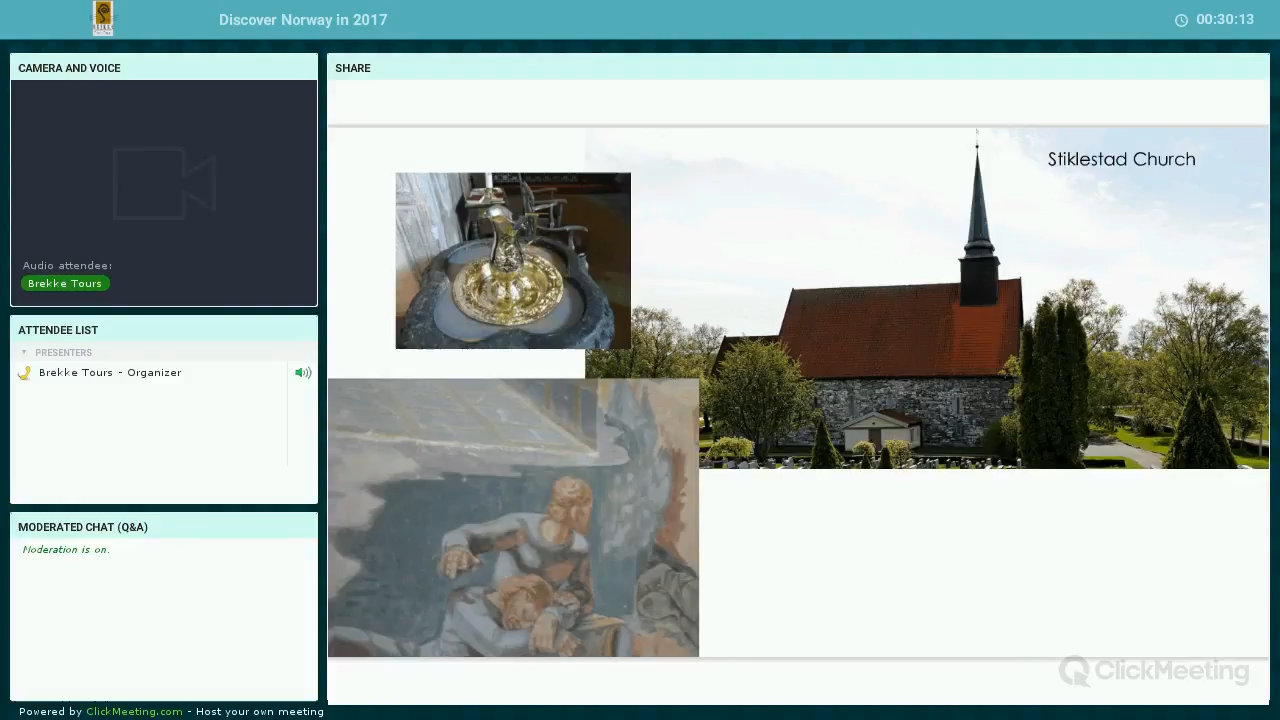 Discover Norway in 2017
00:30:13
CAMERA AND VOICE
Audio attendee:
Brekke Tours
ATTENDEE LIST
PRESENTERS
Brekke Tours - Organizer
MODERATED CHAT (Q&A)
Moderation is on.
SHARE
Stiklestad Church
ClickMeeting
Powered by ClickMeeting.com - Host your own meeting